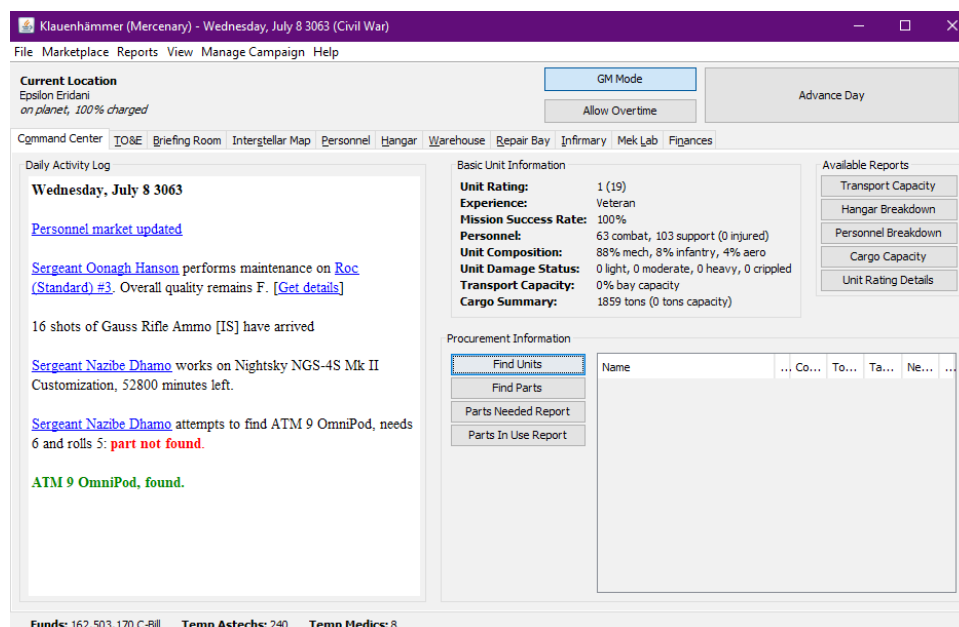 Klauenhämmer (Mercenary) - Wednesday, July 8 3063 (Civil War)
File Marketplace Reports View Manage Campaign Help
Current Location
Epsilon Eridani
on planet, 100% charged
GM Mode
Allow Overtime
Advance Day
Command Center TO&E Briefing Room Interstellar Map Personnel Hangar Warehouse Repair Bay Infirmary Mek Lab Finances
Daily Activity Log
Wednesday, July 8 3063
Personnel market updated
Sergeant Oonagh Hanson performs maintenance on Roc
(Standard) #3. Overall quality remains F. [Get details]
16 shots of Gauss Rifle Ammo [IS] have arrived
Sergeant Nazibe Dhamo works on Nightsky NGS-4S Mk II
Customization, 52800 minutes left.
Sergeant Nazibe Dhamo attempts to find ATM 9 OmniPod, needs
6 and rolls 5: part not found.
ATM 9 OmniPod, found.
Basic Unit Information
Unit Rating: 1 (19)
Experience: Veteran
Mission Success Rate: 100%
Personnel: 63 combat, 103 support (0 injured)
Unit Composition: 88% mech, 8% infantry, 4% aero
Unit Damage Status: 0 light, 0 moderate, 0 heavy, 0 crippled
Transport Capacity: 0% bay capacity
Cargo Summary: 1859 tons (0 tons capacity)
Available Reports
Transport Capacity
Hangar Breakdown
Personnel Breakdown
Cargo Capacity
Unit Rating Details
Procurement Information
Find Units
Find Parts
Parts Needed Report
Parts In Use Report
Name ... Co... To... Ta... Ne... ...
Funds: 162,503,170 C-Bill Temp Astechs: 240 Temp Medics: 8